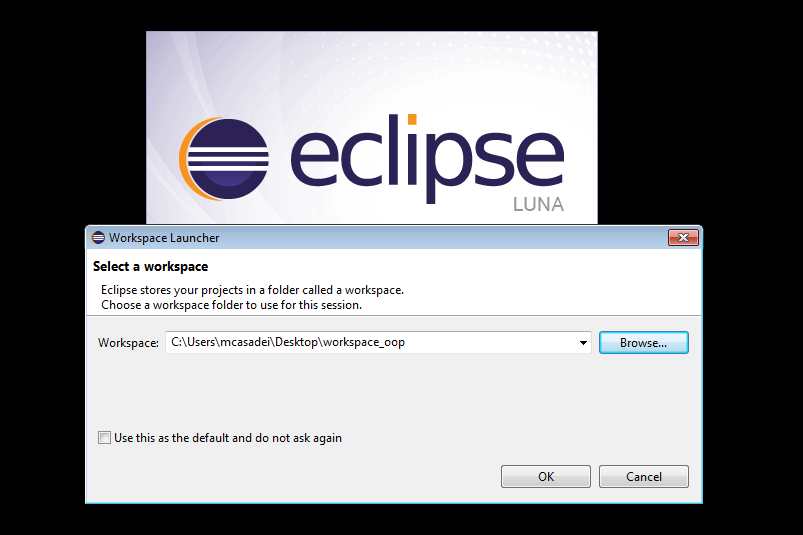 eclipse
LUNA
Workspace Launcher
Select a workspace
Eclipse stores your projects in a folder called a workspace.
Choose a workspace folder to use for this session.
Workspace: C:\Users\mcasadei\Desktop\workspace_oop Browse...
Use this as the default and do not ask again
OK Cancel